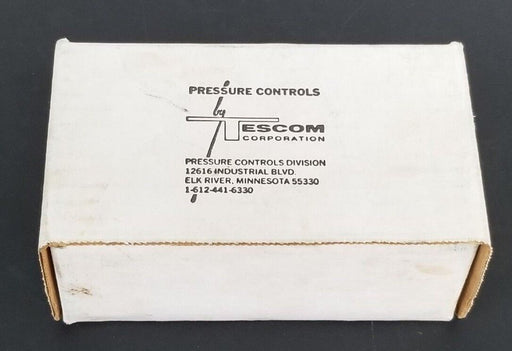 PRESSURE CONTROLS
by
TESCOM
CORPORATION
PRESSURE CONTROLS DIVISION
12616 INDUSTRIAL BLVD.
ELK RIVER, MINNESOTA 55330
1-612-441-6330